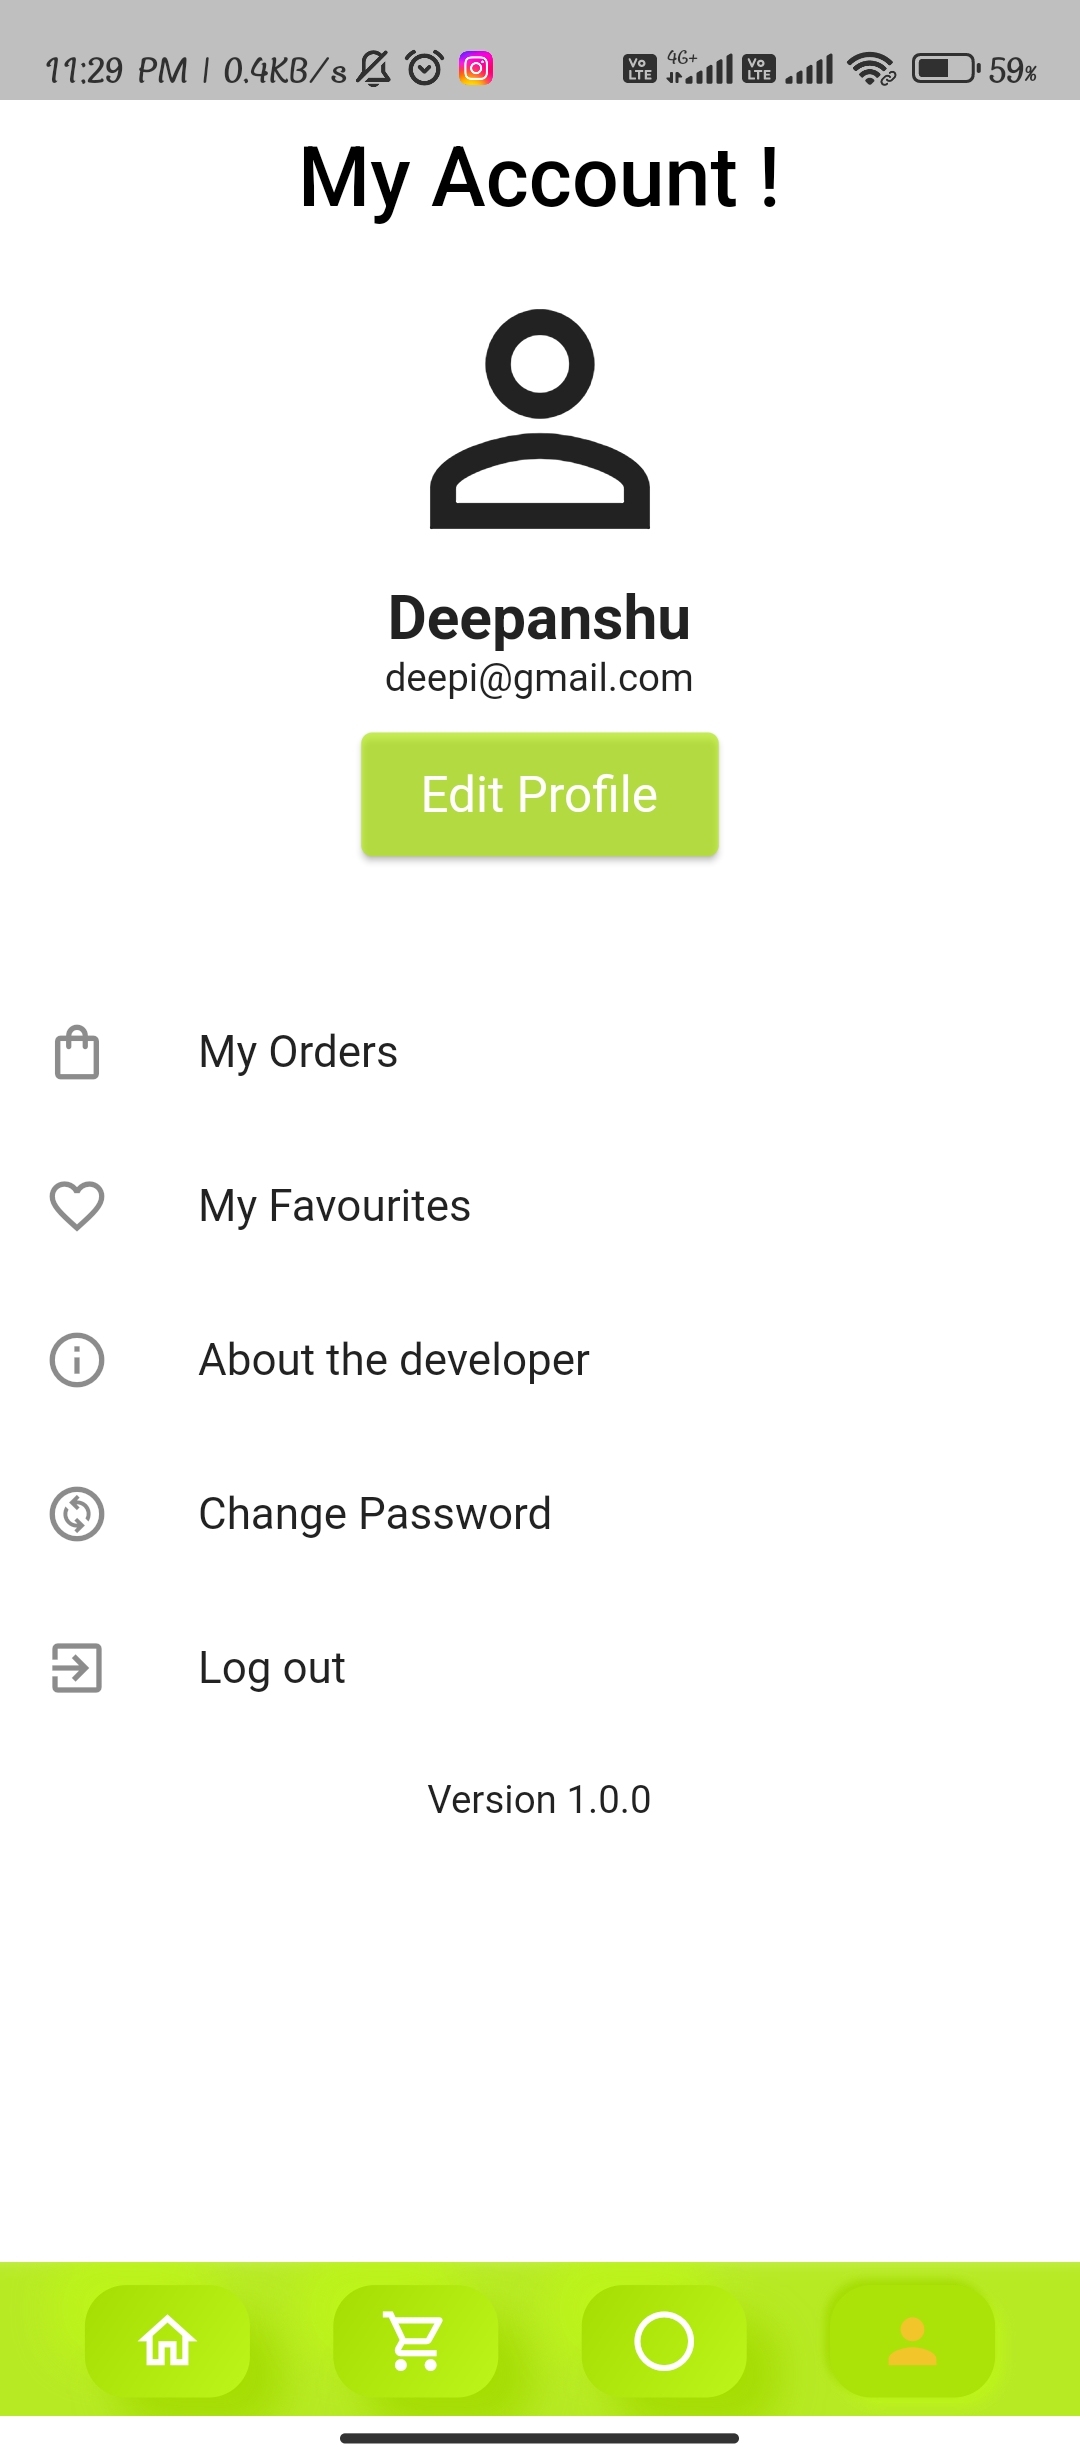 11:29 PM | 0.4KB/s Vo LTE 4G+ Vo LTE 59%
My Account !
Deepanshu
deepi@gmail.com
Edit Profile
My Orders
My Favourites
About the developer
Change Password
Log out
Version 1.0.0